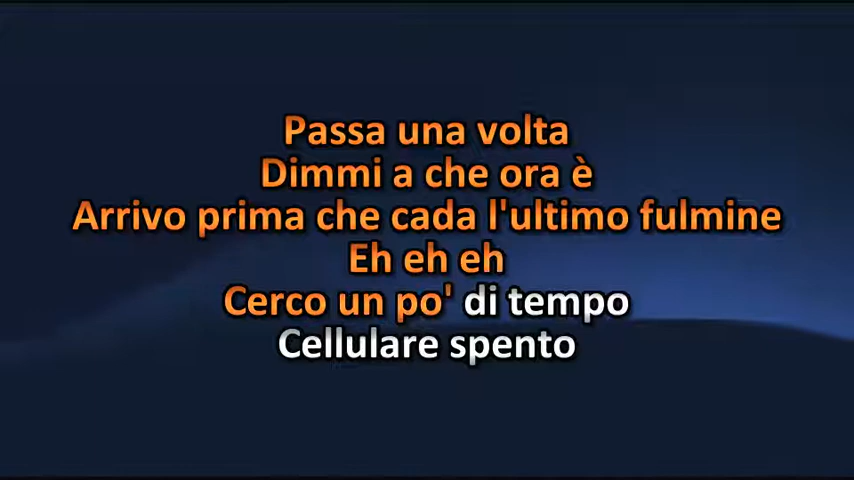 Passa una volta
Dimmi a che ora è
Arrivo prima che cada l'ultimo fulmine
Eh eh eh
Cerco un po' di tempo
Cellulare spento